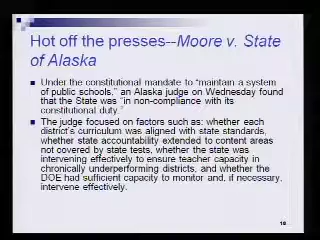 Hot off the presses--Moore v. State
of Alaska
Under the constitutional mandate to "maintain a system
of public schools," an Alaska judge on Wednesday found
that the State was "in non-compliance with its
constitutional duty."
The judge focused on factors such as: whether each
district's curriculum was aligned with state standards,
whether state accountability extended to content areas
not covered by state tests, whether the state was
intervening effectively to ensure teacher capacity in
chronically underperforming districts, and whether the
DOE had sufficient capacity to monitor and, if necessary,
intervene effectively.
16